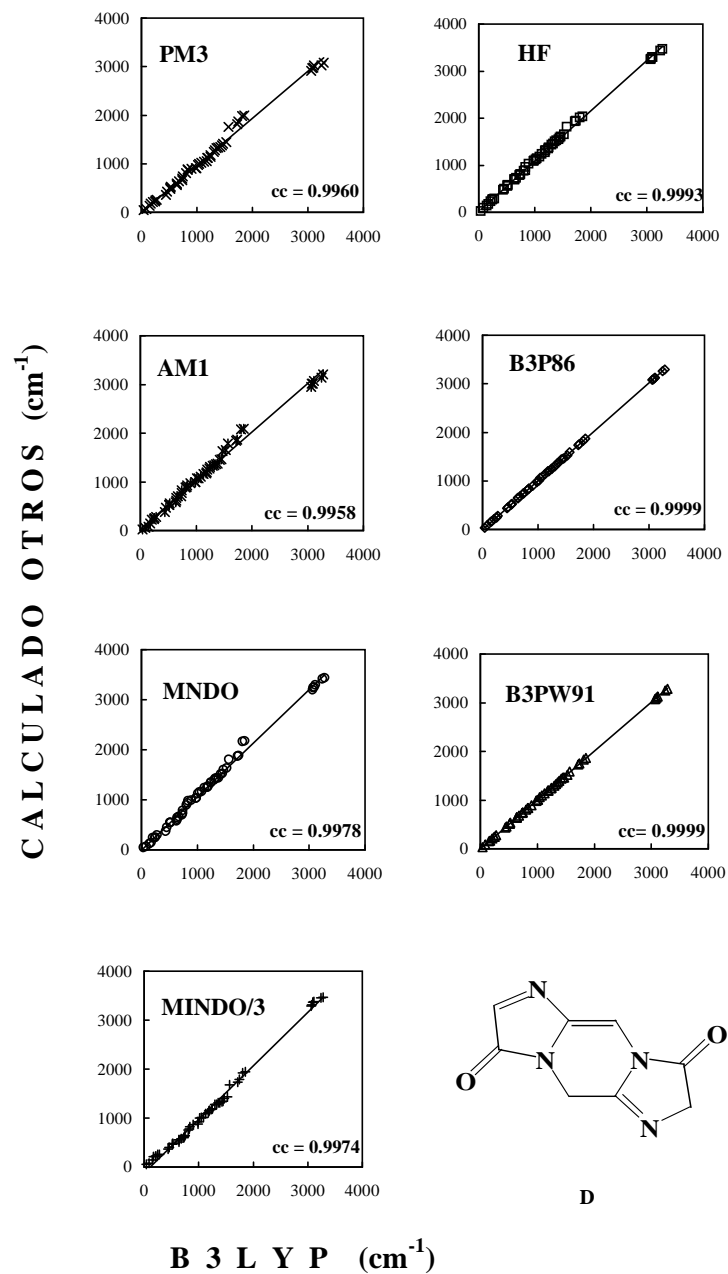 CALCULADO OTROS (cm-1)
4000
3000
2000
1000
0
PM3
cc = 0.9960
0 1000 2000 3000 4000
4000
3000
2000
1000
0
HF
cc = 0.9993
0 1000 2000 3000 4000
4000
3000
2000
1000
0
AM1
cc = 0.9958
0 1000 2000 3000 4000
4000
3000
2000
1000
0
B3P86
cc = 0.9999
0 1000 2000 3000 4000
4000
3000
2000
1000
0
MNDO
cc = 0.9978
0 1000 2000 3000 4000
4000
3000
2000
1000
0
B3PW91
cc= 0.9999
0 1000 2000 3000 4000
4000
3000
2000
1000
0
MINDO/3
cc = 0.9974
0 1000 2000 3000 4000
N
O
N
N
O
N
D
B3LYP (cm-1)